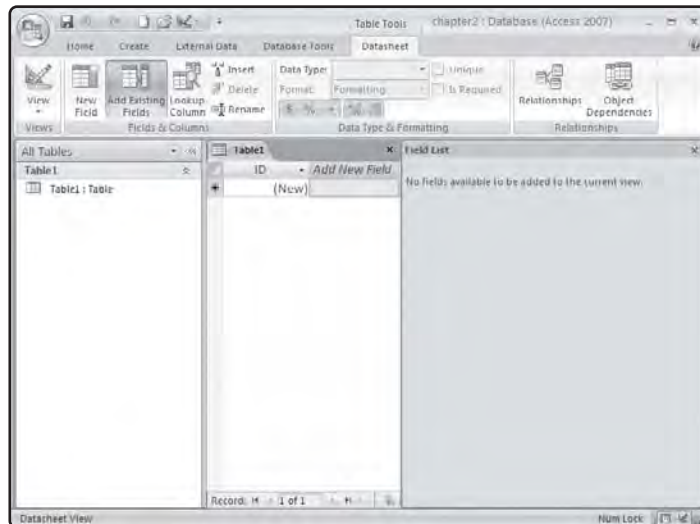 Table Tools chapter2 : Database (Access 2007)
Home Create External Data Database Tools Datasheet
View
New Field
Add Existing Fields
Lookup Column
Insert
Delete
Rename
Data Type:
Format: Formatting
$ %
Unique
Is Required
Relationships
Object Dependencies
Views Fields & Columns Data Type & Formatting Relationships
All Tables
Table1
Table1 : Table
Table1
ID Add New Field
(New)
Field List
No fields available to be added to the current view.
Record: 1 of 1
Datasheet View Num Lock